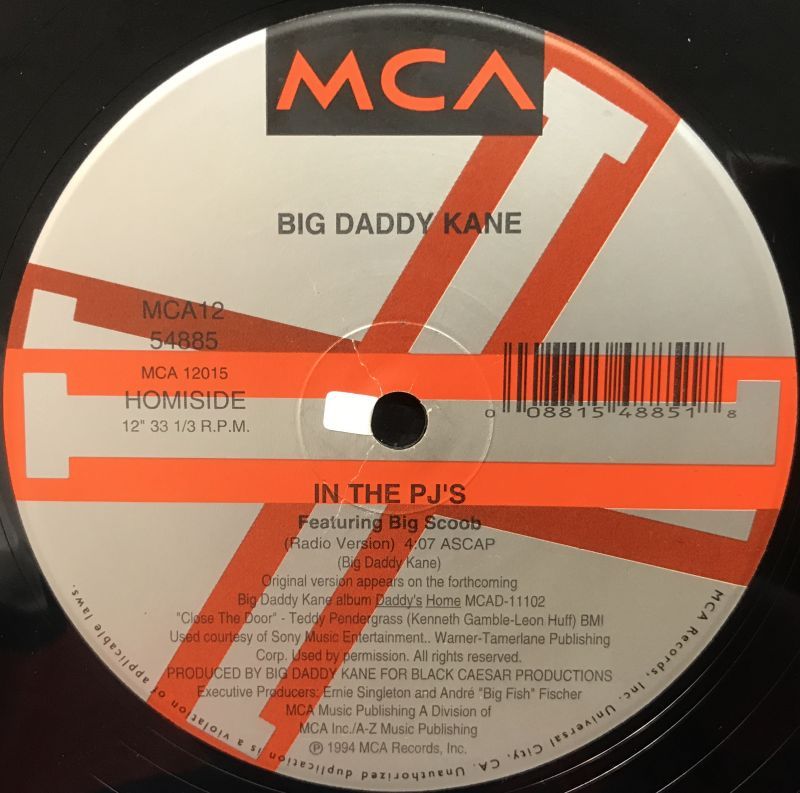 MCA
BIG DADDY KANE
MCA12
54885
MCA 12015
HOMISIDE
12" 33 1/3 R.P.M.
0 08815 48851 8
IN THE PJ'S
Featuring Big Scoob
(Radio Version) 4:07 ASCAP
(Big Daddy Kane)
Original version appears on the forthcoming
Big Daddy Kane album Daddy's Home MCAD-11102
"Close The Door" - Teddy Pendergrass (Kenneth Gamble-Leon Huff) BMI
Used courtesy of Sony Music Entertainment.. Warner-Tamerlane Publishing
Corp. Used by permission. All rights reserved.
PRODUCED BY BIG DADDY KANE FOR BLACK CAESAR PRODUCTIONS
Executive Producers: Ernie Singleton and André "Big Fish" Fischer
MCA Music Publishing A Division of
MCA Inc./A-Z Music Publishing
℗ 1994 MCA Records, Inc.
MCA Records, Inc. Universal City, CA. Unauthorized duplication is a violation of applicable laws.